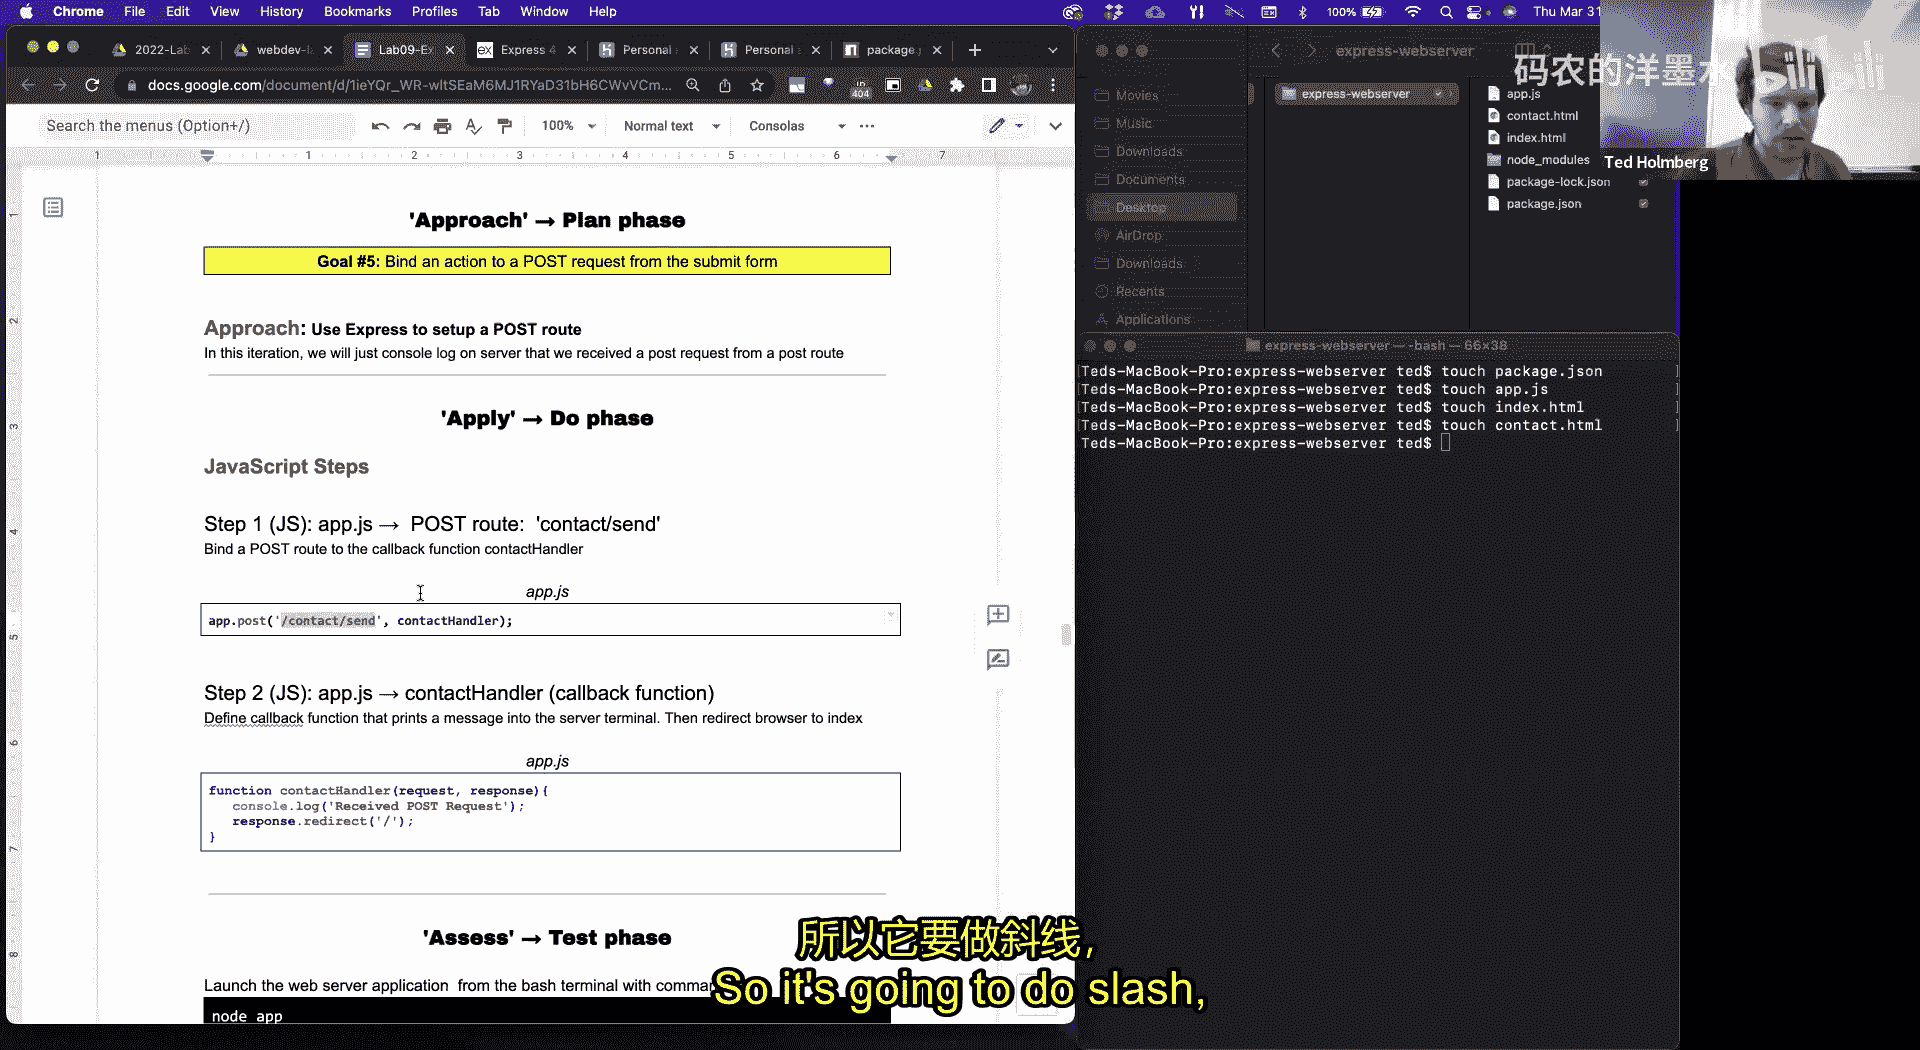 Chrome File Edit View History Bookmarks Profiles Tab Window Help
100%
Thu Mar 31
2022-Lab
webdev-l
Lab09-Ex
Express 4
Personal
Personal
package.
docs.google.com/document/d/1ieYQr_WR-wltSEaM6MJ1RYaD31bH6CWvVCm...
404
Search the menus (Option+/)
100%
Normal text
Consolas
1 1 2 3 4 5 6 7
'Approach' → Plan phase
Goal #5: Bind an action to a POST request from the submit form
Approach: Use Express to setup a POST route
In this iteration, we will just console log on server that we received a post request from a post route
'Apply' → Do phase
JavaScript Steps
Step 1 (JS): app.js → POST route: 'contact/send'
Bind a POST route to the callback function contactHandler
app.js
app.post('/contact/send', contactHandler);
Step 2 (JS): app.js → contactHandler (callback function)
Define callback function that prints a message into the server terminal. Then redirect browser to index
app.js
function contactHandler(request, response){
console.log('Received POST Request');
response.redirect('/');
}
'Assess' → Test phase
Launch the web server application from the bash terminal with
node app
express-webserver
Movies
Music
Downloads
Documents
Desktop
AirDrop
Downloads
Recents
Applications
express-webserver
app.js
contact.html
index.html
node_modules
package-lock.json
package.json
码农的洋墨水
bilibili
Ted Holmberg
express-webserver — -bash — 66×38
Teds-MacBook-Pro:express-webserver ted$ touch package.json
Teds-MacBook-Pro:express-webserver ted$ touch app.js
Teds-MacBook-Pro:express-webserver ted$ touch index.html
Teds-MacBook-Pro:express-webserver ted$ touch contact.html
Teds-MacBook-Pro:express-webserver ted$
所以它要做斜线，
So it's going to do slash,